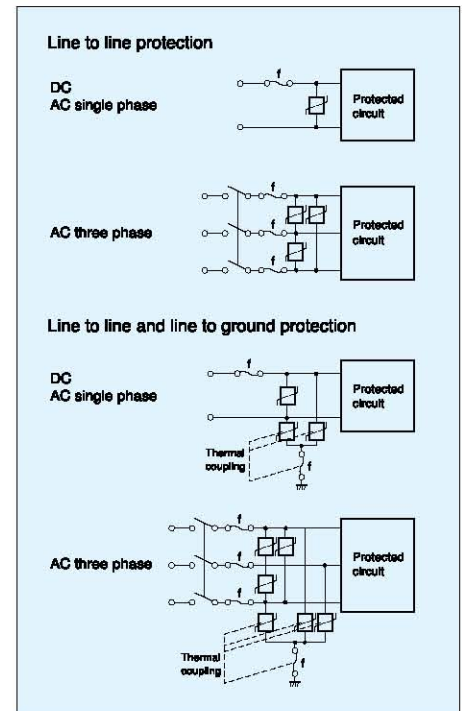 Line to line protection
f
DC
AC single phase
Protected
circuit
f
AC three phase
f
f
Protected
circuit
Line to line and line to ground protection
f
DC
AC single phase
Protected
circuit
Thermal
coupling
f
f
AC three phase
f
f
Protected
circuit
Thermal
coupling
f